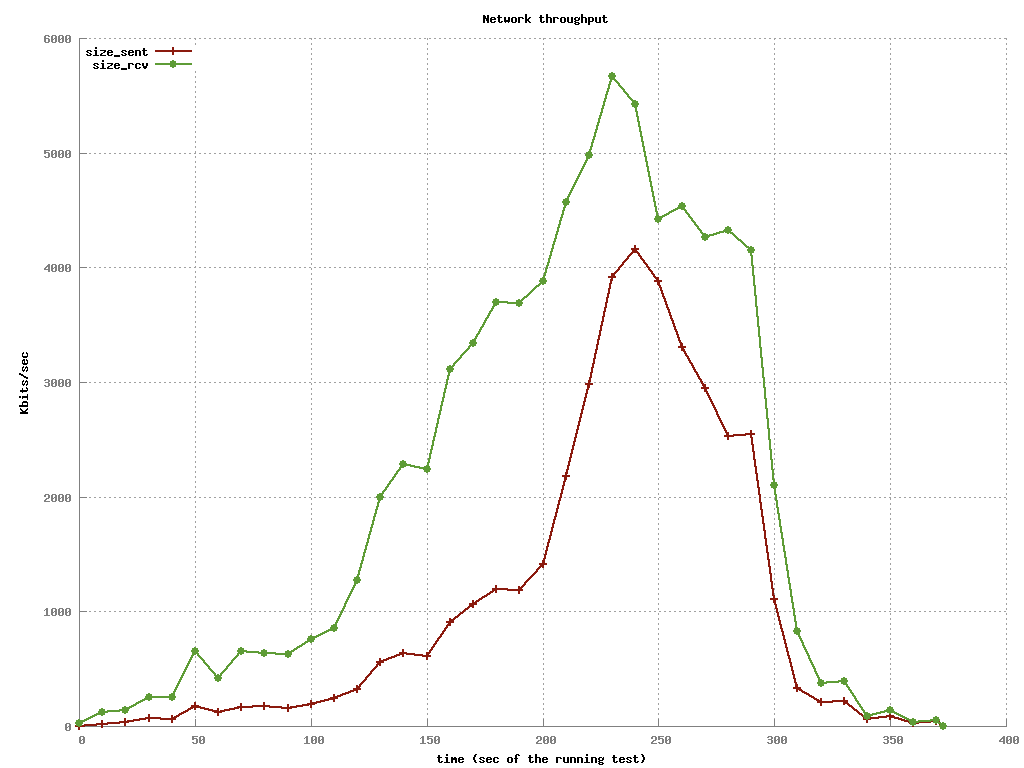 Network throughput
6000
size_sent
size_rcv
5000
4000
3000
Kbits/sec
2000
1000
0
0 50 100 150 200 250 300 350 400
time (sec of the running test)